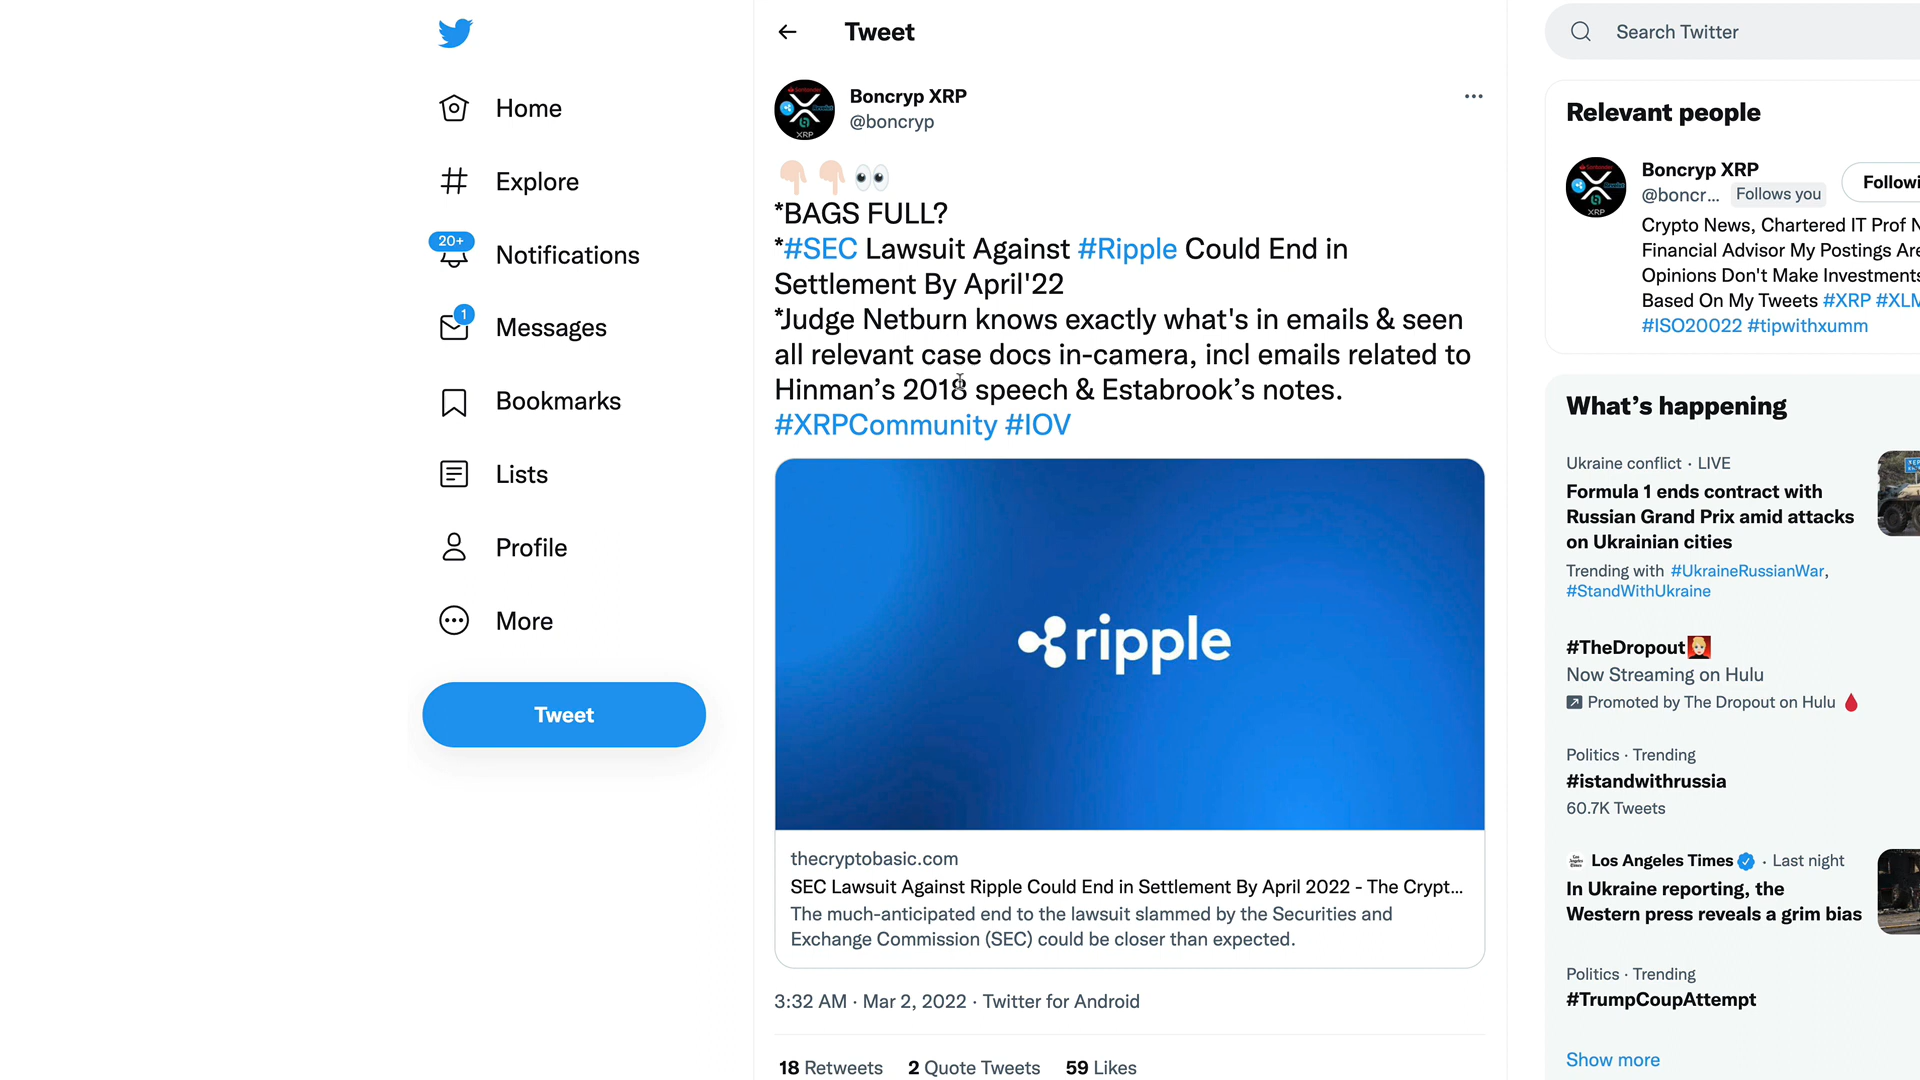 Home
Explore
20+
Notifications
1
Messages
Bookmarks
Lists
Profile
More
Tweet
Tweet
Boncryp XRP
@boncryp
*BAGS FULL?
*#SEC Lawsuit Against #Ripple Could End in
Settlement By April'22
*Judge Netburn knows exactly what's in emails & seen
all relevant case docs in-camera, incl emails related to
Hinman’s 2018 speech & Estabrook’s notes.
#XRPCommunity #IOV
ripple
thecryptobasic.com
SEC Lawsuit Against Ripple Could End in Settlement By April 2022 - The Crypt...
The much-anticipated end to the lawsuit slammed by the Securities and
Exchange Commission (SEC) could be closer than expected.
3:32 AM · Mar 2, 2022 · Twitter for Android
18 Retweets 2 Quote Tweets 59 Likes
Search Twitter
Relevant people
Boncryp XRP
@boncr... Follows you
Followi
Crypto News, Chartered IT Prof N
Financial Advisor My Postings Are
Opinions Don't Make Investments
Based On My Tweets #XRP #XLM
#ISO20022 #tipwithxumm
What’s happening
Ukraine conflict · LIVE
Formula 1 ends contract with
Russian Grand Prix amid attacks
on Ukrainian cities
Trending with #UkraineRussianWar,
#StandWithUkraine
#TheDropout
Now Streaming on Hulu
Promoted by The Dropout on Hulu
Politics · Trending
#istandwithrussia
60.7K Tweets
Los Angeles Times · Last night
In Ukraine reporting, the
Western press reveals a grim bias
Politics · Trending
#TrumpCoupAttempt
Show more